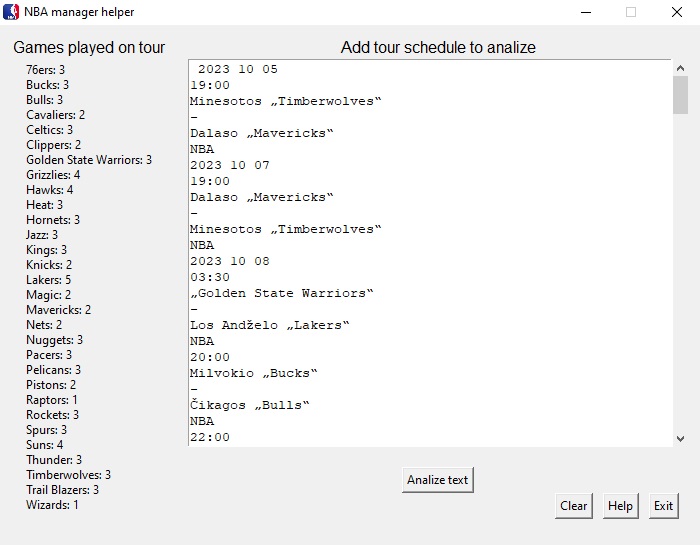 NBA manager helper
Games played on tour
76ers: 3
Bucks: 3
Bulls: 3
Cavaliers: 2
Celtics: 3
Clippers: 2
Golden State Warriors: 3
Grizzlies: 4
Hawks: 4
Heat: 3
Hornets: 3
Jazz: 3
Kings: 3
Knicks: 2
Lakers: 5
Magic: 2
Mavericks: 2
Nets: 2
Nuggets: 3
Pacers: 3
Pelicans: 3
Pistons: 2
Raptors: 1
Rockets: 3
Spurs: 3
Suns: 4
Thunder: 3
Timberwolves: 3
Trail Blazers: 3
Wizards: 1
Add tour schedule to analize
2023 10 05
19:00
Minesotos „Timberwolves“
–
Dalaso „Mavericks“
NBA
2023 10 07
19:00
Dalaso „Mavericks“
–
Minesotos „Timberwolves“
NBA
2023 10 08
03:30
„Golden State Warriors“
–
Los Andželo „Lakers“
NBA
20:00
Milvokio „Bucks“
–
Čikagos „Bulls“
NBA
22:00
Analize text
Clear
Help
Exit